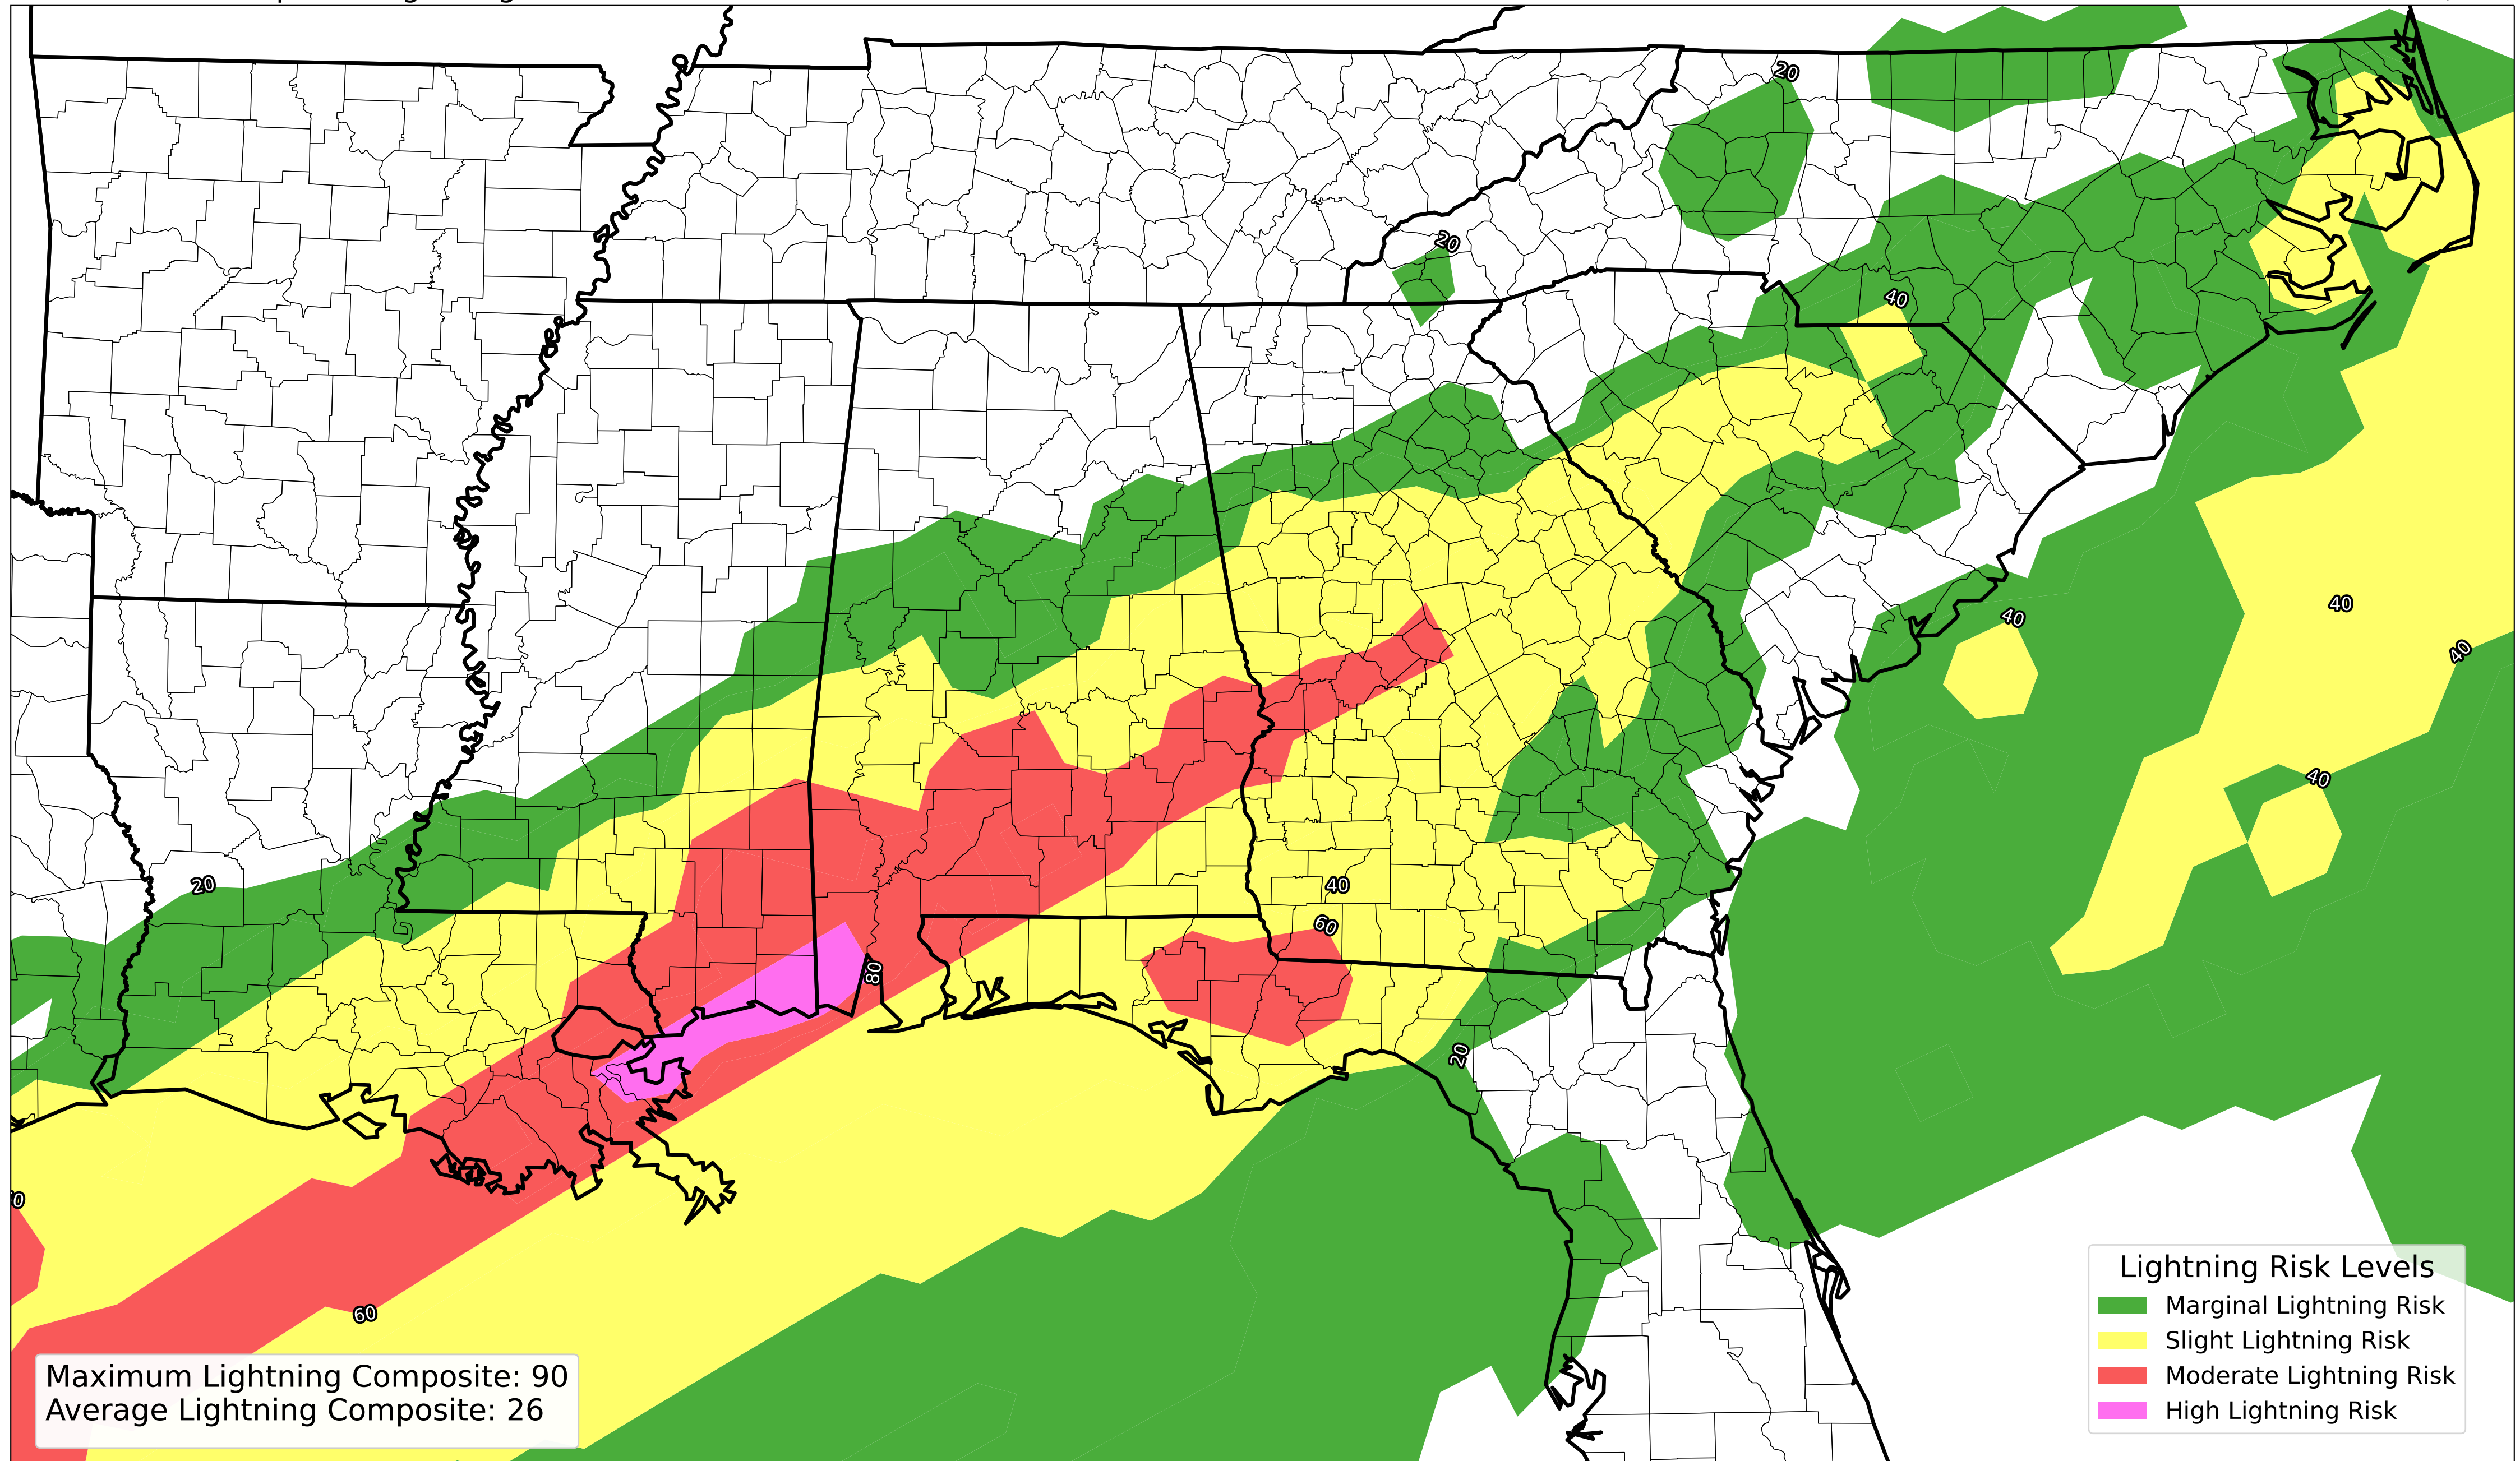 20
20
40
40
40
40
40
20
40
60
80
20
60
Lightning Risk Levels
Marginal Lightning Risk
Slight Lightning Risk
Moderate Lightning Risk
High Lightning Risk
Maximum Lightning Composite: 90
Average Lightning Composite: 26